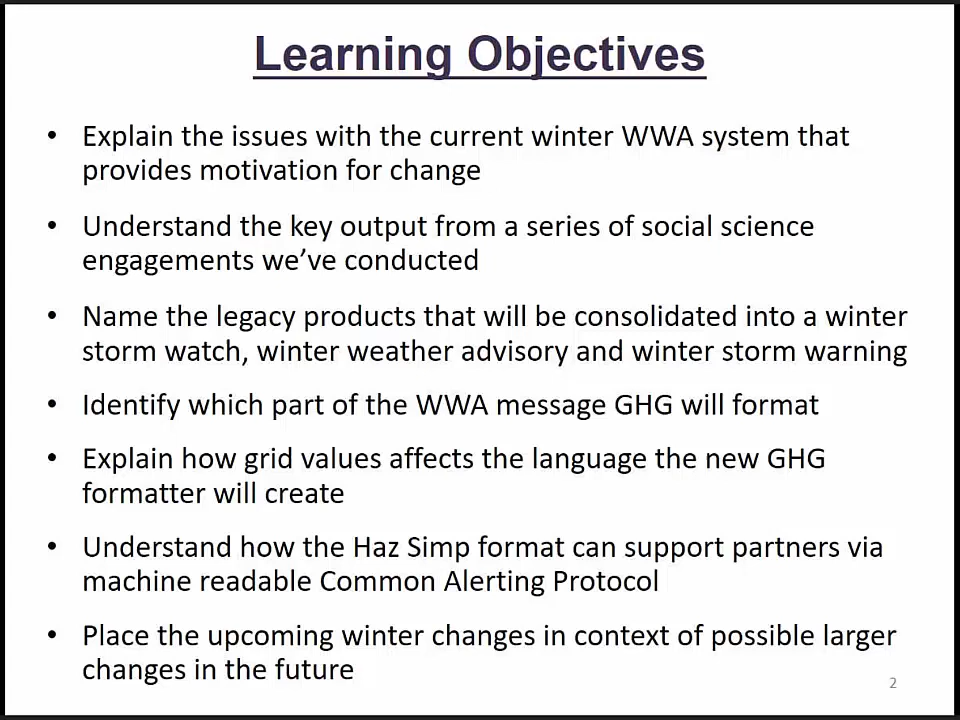 Learning Objectives
• Explain the issues with the current winter WWA system that
provides motivation for change
• Understand the key output from a series of social science
engagements we’ve conducted
• Name the legacy products that will be consolidated into a winter
storm watch, winter weather advisory and winter storm warning
• Identify which part of the WWA message GHG will format
• Explain how grid values affects the language the new GHG
formatter will create
• Understand how the Haz Simp format can support partners via
machine readable Common Alerting Protocol
• Place the upcoming winter changes in context of possible larger
changes in the future
2